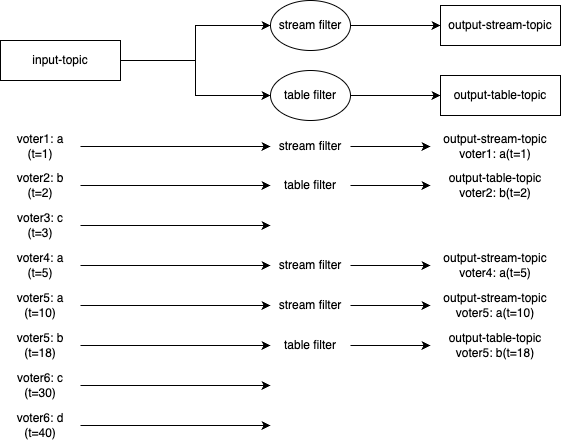 stream filter
output-stream-topic
input-topic
table filter
output-table-topic
voter1: a
(t=1)
stream filter
output-stream-topic
voter1: a(t=1)
voter2: b
(t=2)
table filter
output-table-topic
voter2: b(t=2)
voter3: c
(t=3)
voter4: a
(t=5)
stream filter
output-stream-topic
voter4: a(t=5)
voter5: a
(t=10)
stream filter
output-stream-topic
voter5: a(t=10)
voter5: b
(t=18)
table filter
output-table-topic
voter5: b(t=18)
voter6: c
(t=30)
voter6: d
(t=40)